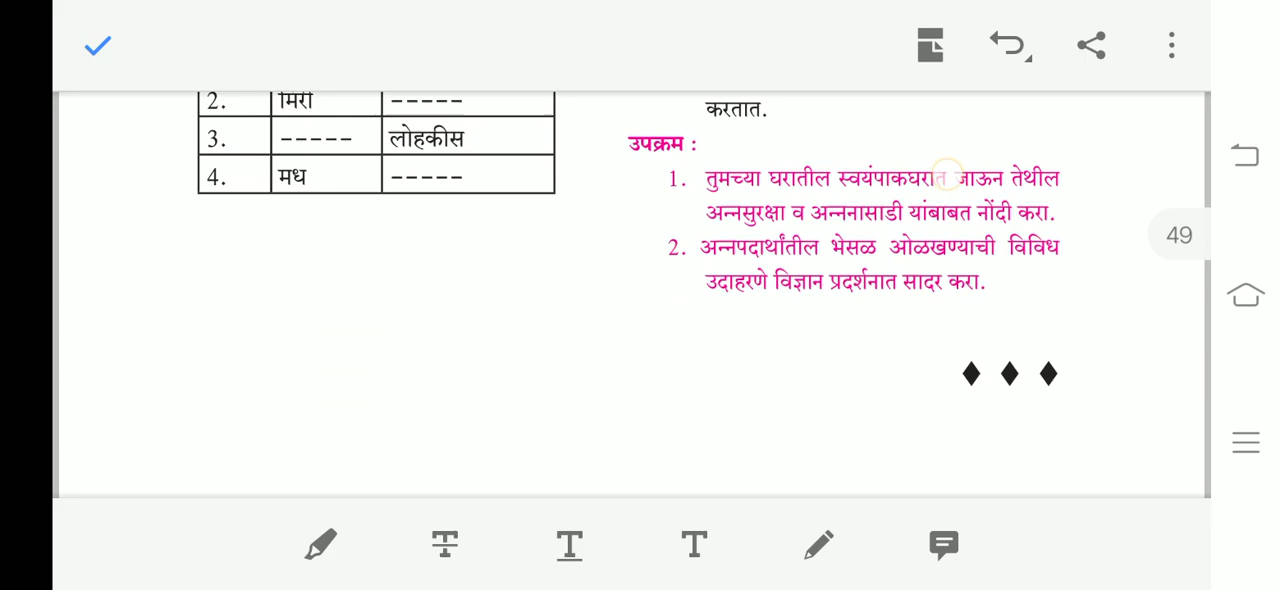 2. मिरी -----
3. ----- लोहकीस
4. मध -----
करतात.
उपक्रम :
1. तुमच्या घरातील स्वयंपाकघरात जाऊन तेथील
अन्नसुरक्षा व अन्ननासाडी यांबाबत नोंदी करा.
2. अन्नपदार्थांतील भेसळ ओळखण्याची विविध
उदाहरणे विज्ञान प्रदर्शनात सादर करा.
49